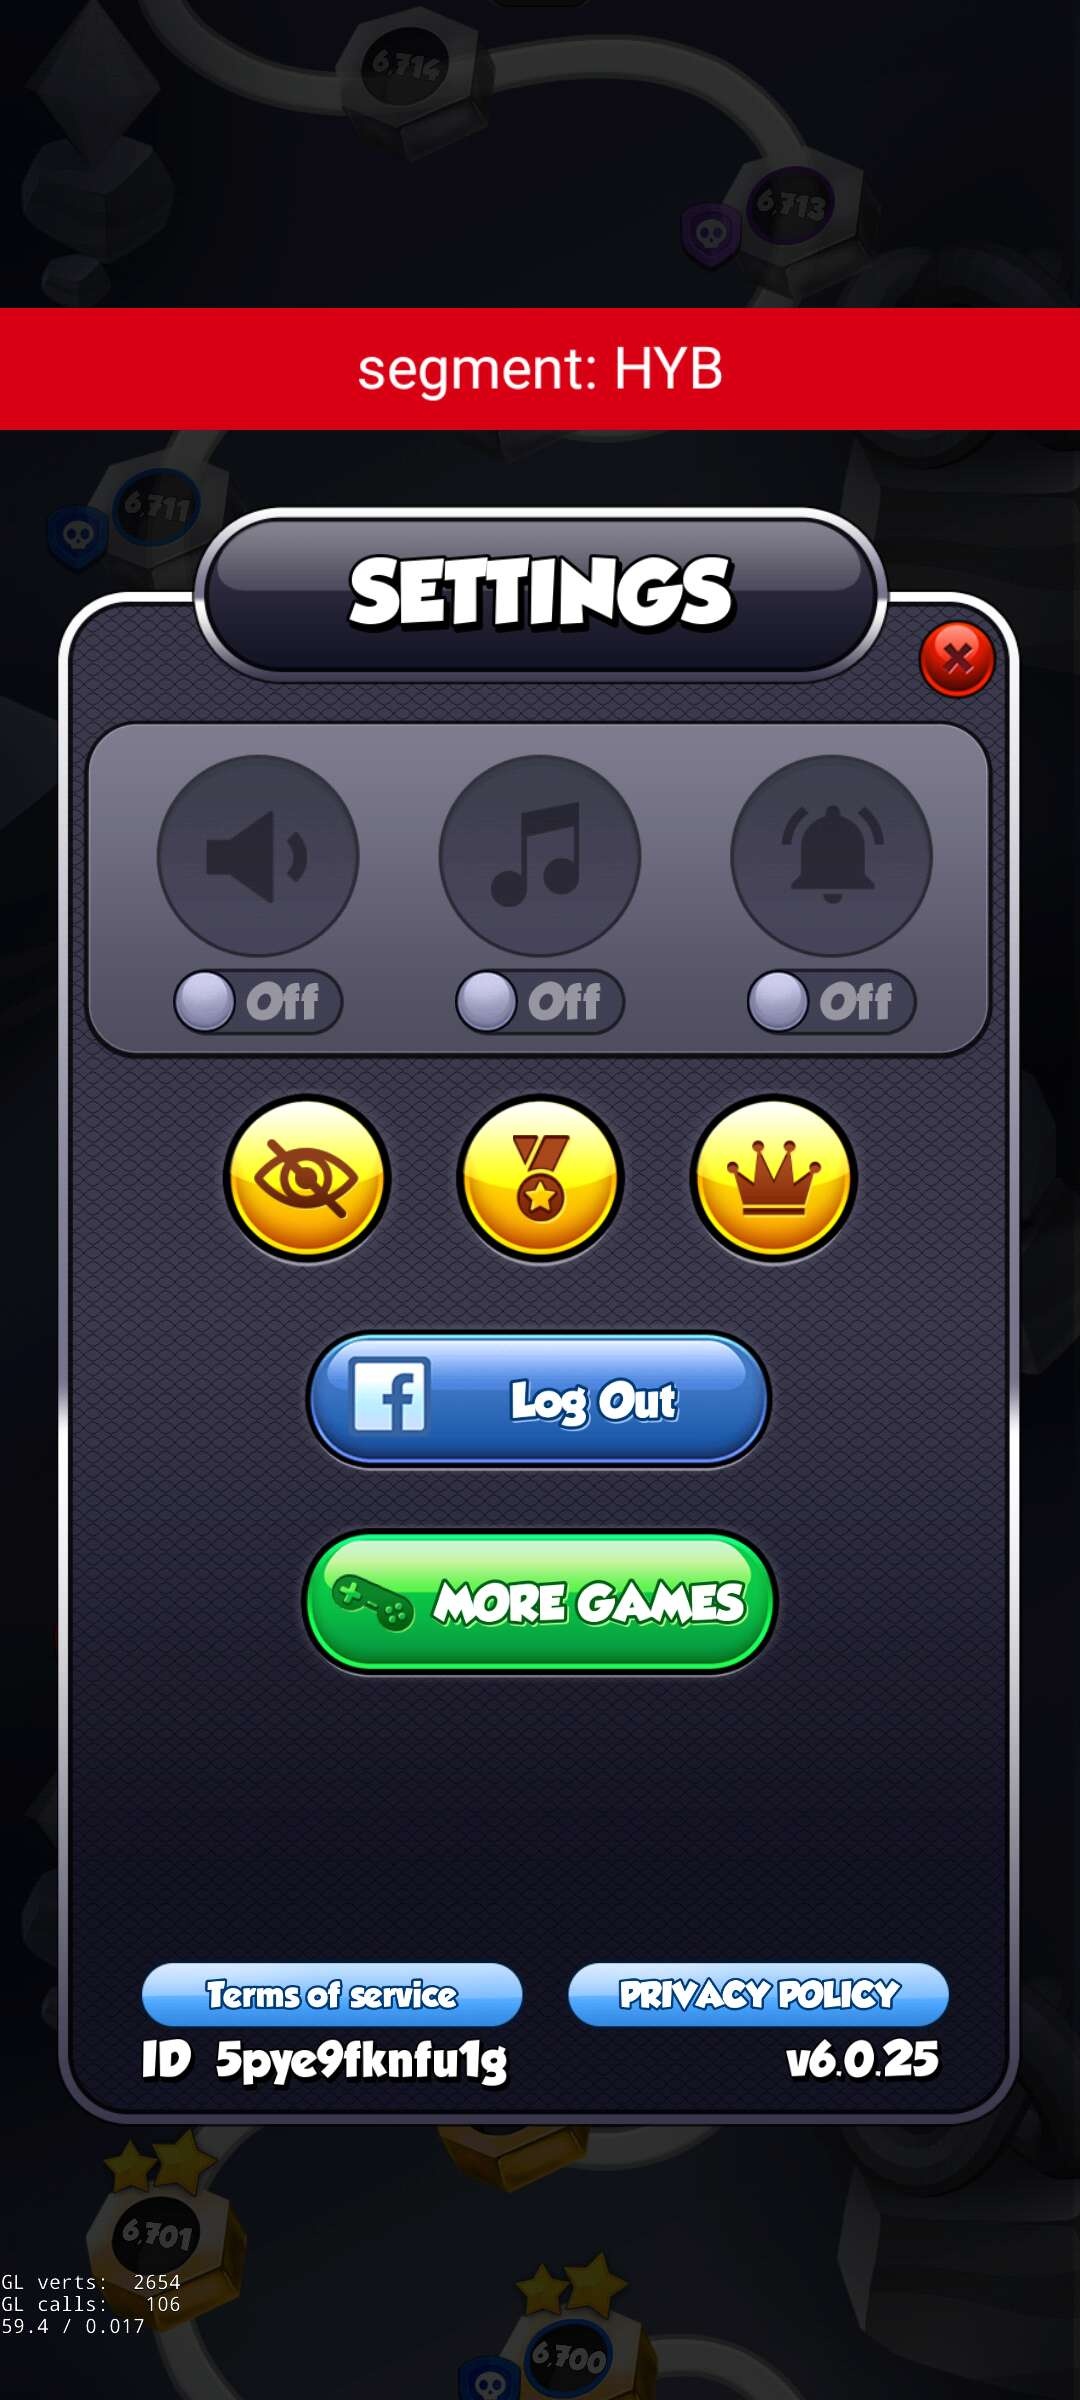 6,714
6,713
segment: HYB
6,711
SETTINGS
Off Off Off
Log Out
MORE GAMES
Terms of service PRIVACY POLICY
ID 5pye9fknfu1g v6.0.25
6,701
GL verts: 2654
GL calls: 106
59.4 / 0.017
6,700